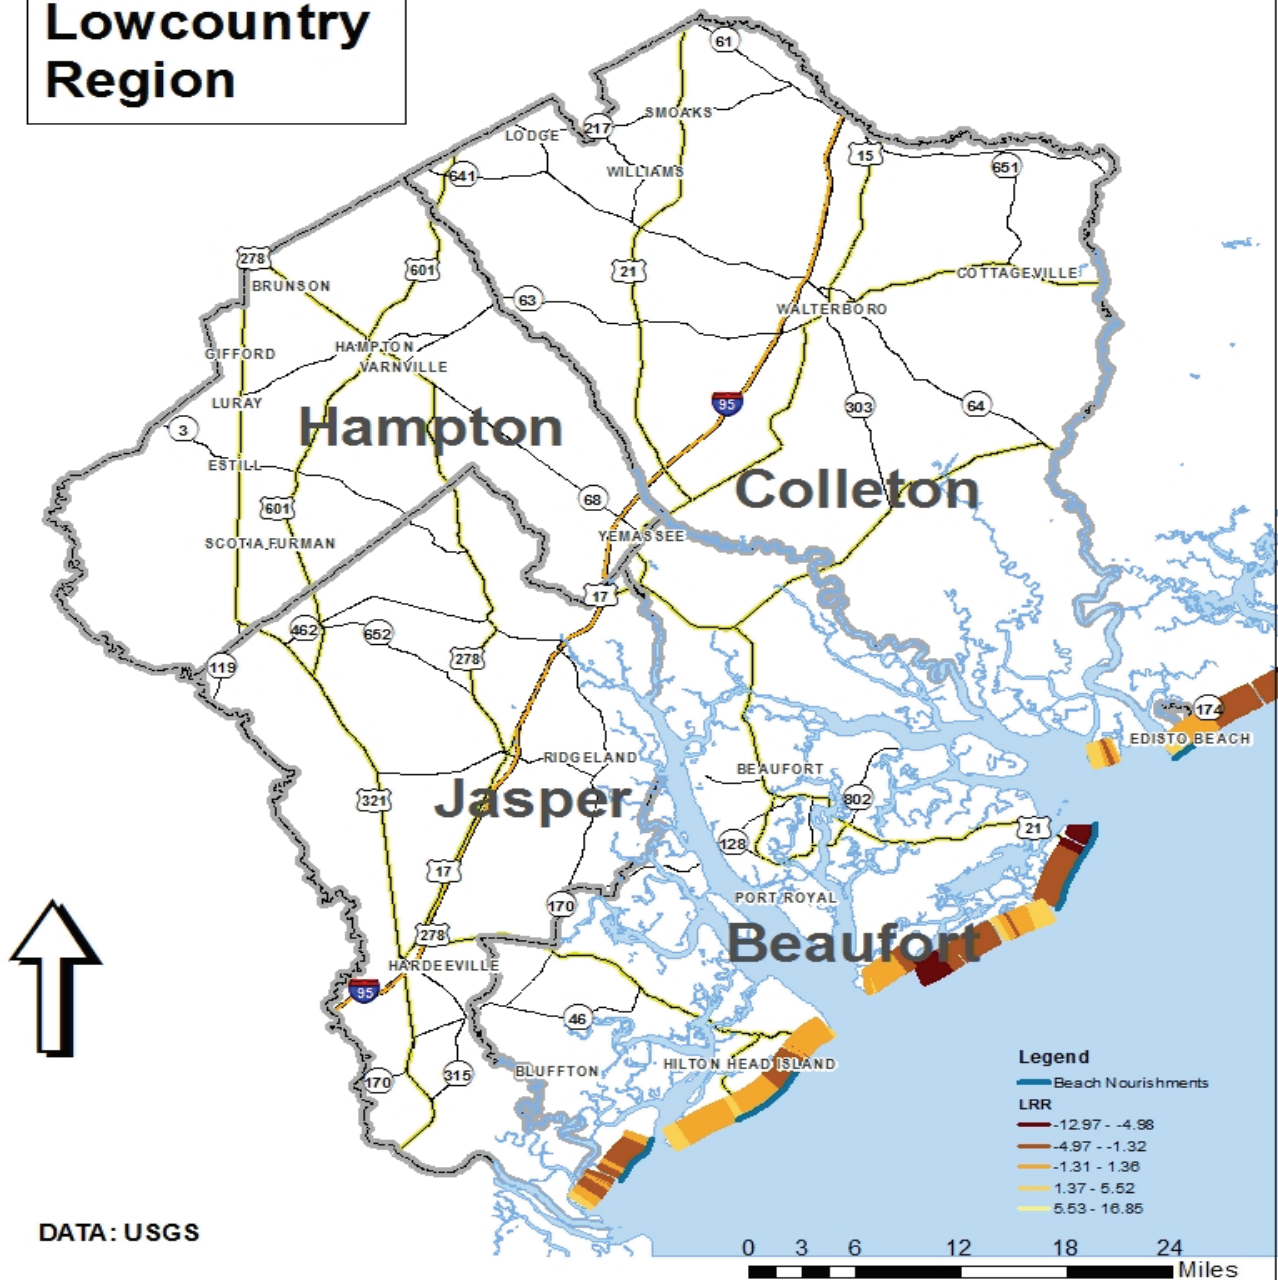 Lowcountry
Region
61
SMOAKS
217
LODGE
15
641
WILLIAMS
651
278
601
21
COTTAGEVILLE
BRUNSON
63
WALTERBORO
HAMPTON
GIFFORD
VARNVILLE
LURAY
95
303
64
3
Hampton
ESTILL
Colleton
68
601
SCOTIA FURMAN
YEMASSEE
17
462
652
119
278
174
EDISTO BEACH
RIDGELAND
BEAUFORT
321
Jasper
802
128
21
17
PORT ROYAL
170
278
Beaufort
HARDEEVILLE
95
46
HILTON HEAD ISLAND
BLUFFTON
170
315
Legend
Beach Nourishments
LRR
-12.97 - -4.98
-4.97 - -1.32
-1.31 - 1.36
1.37 - 5.52
5.53 - 16.85
DATA: USGS
0 3 6 12 18 24
Miles